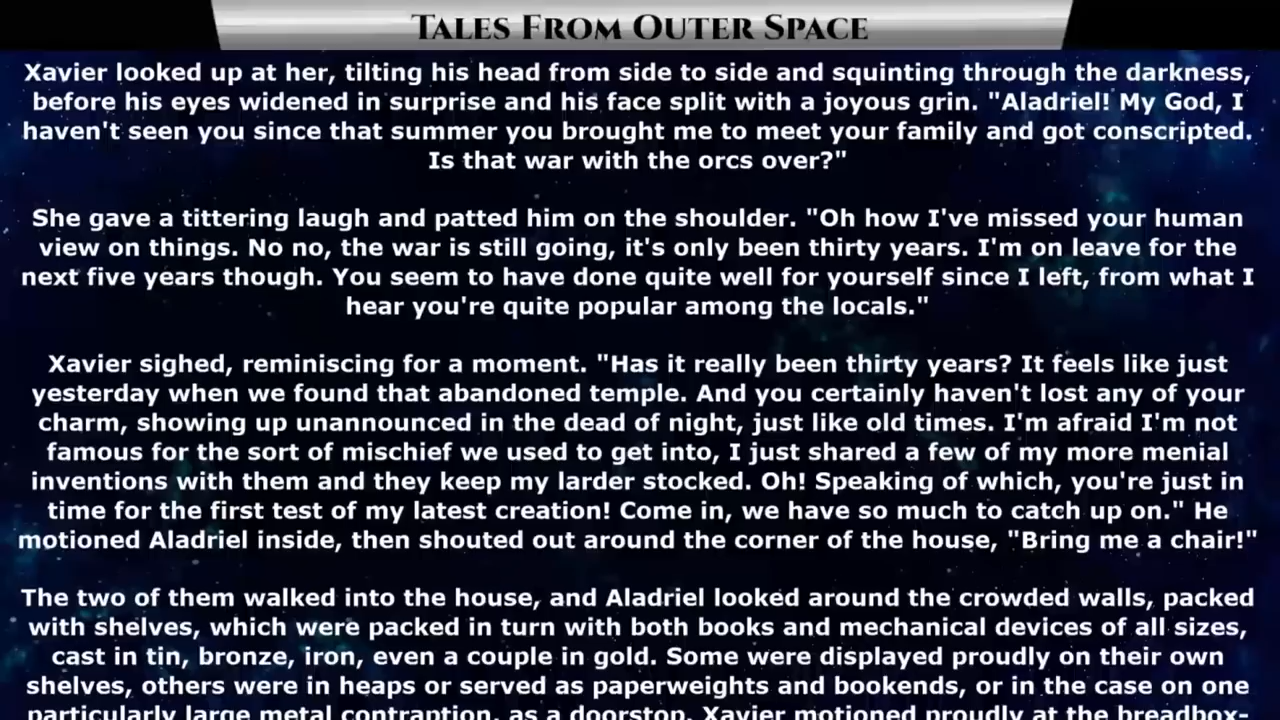 Tales From Outer Space
Xavier looked up at her, tilting his head from side to side and squinting through the darkness,
before his eyes widened in surprise and his face split with a joyous grin. "Aladriel! My God, I
haven't seen you since that summer you brought me to meet your family and got conscripted.
Is that war with the orcs over?"
She gave a tittering laugh and patted him on the shoulder. "Oh how I've missed your human
view on things. No no, the war is still going, it's only been thirty years. I'm on leave for the
next five years though. You seem to have done quite well for yourself since I left, from what I
hear you're quite popular among the locals."
Xavier sighed, reminiscing for a moment. "Has it really been thirty years? It feels like just
yesterday when we found that abandoned temple. And you certainly haven't lost any of your
charm, showing up unannounced in the dead of night, just like old times. I'm afraid I'm not
famous for the sort of mischief we used to get into, I just shared a few of my more menial
inventions with them and they keep my larder stocked. Oh! Speaking of which, you're just in
time for the first test of my latest creation! Come in, we have so much to catch up on." He
motioned Aladriel inside, then shouted out around the corner of the house, "Bring me a chair!"
The two of them walked into the house, and Aladriel looked around the crowded walls, packed
with shelves, which were packed in turn with both books and mechanical devices of all sizes,
cast in tin, bronze, iron, even a couple in gold. Some were displayed proudly on their own
shelves, others were in heaps or served as paperweights and bookends, or in the case on one
particularly large metal contraption, as a doorstop. Xavier motioned proudly at the breadbox-